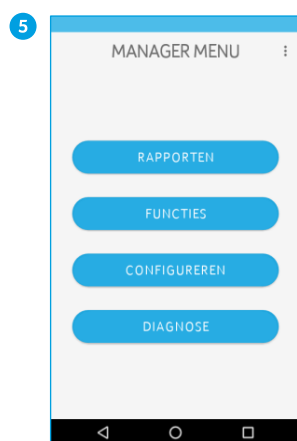 5
MANAGER MENU
RAPPORTEN
FUNCTIES
CONFIGUREREN
DIAGNOSE